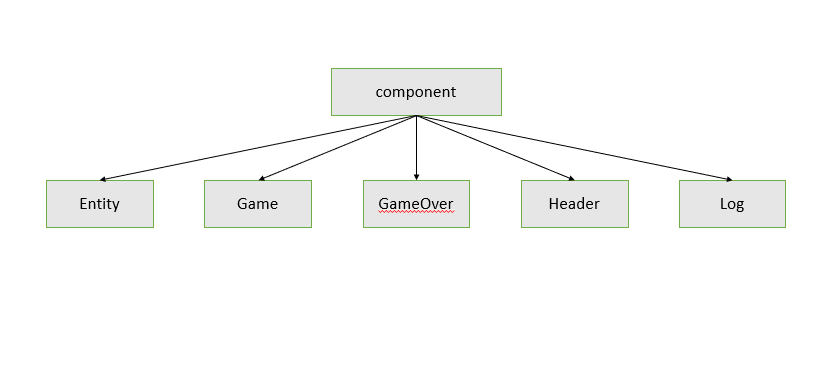 component
Entity
Game
GameOver
Header
Log